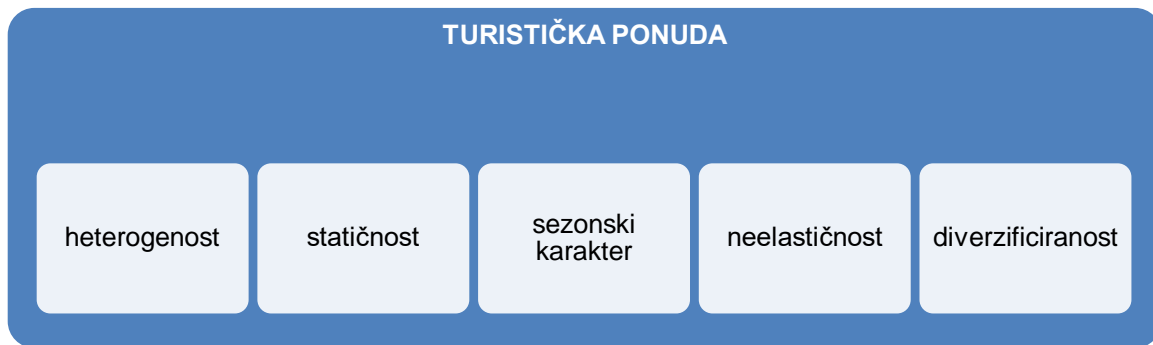 TURISTIČKA PONUDA
heterogenost
statičnost
sezonski
karakter
neelastičnost
diverzificiranost